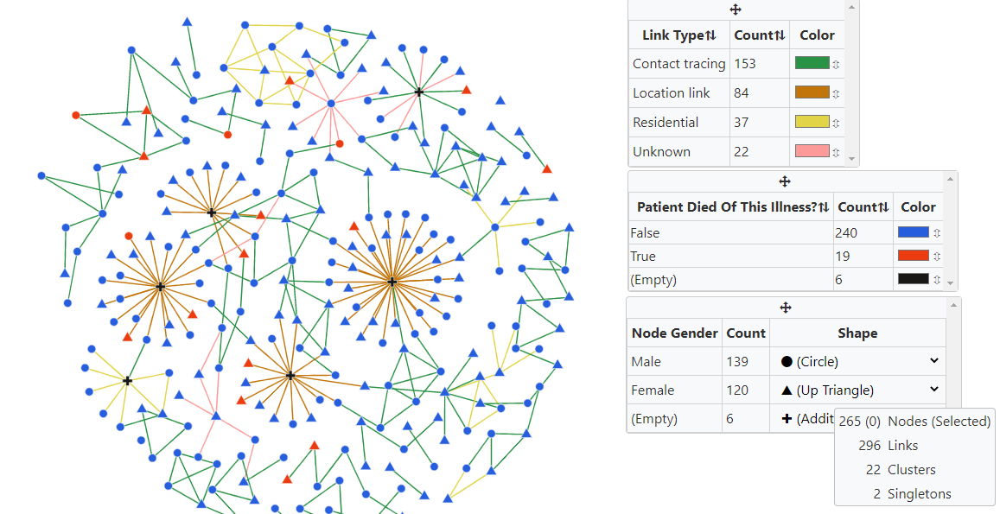 Link Type⇅ Count⇅ Color
Contact tracing 153
Location link 84
Residential 37
Unknown 22
Patient Died Of This Illness?⇅ Count⇅ Color
False 240
True 19
(Empty) 6
Node Gender Count Shape
Male 139 (Circle)
Female 120 (Up Triangle)
(Empty) 6 (Addit
265 (0) Nodes (Selected)
296 Links
22 Clusters
2 Singletons